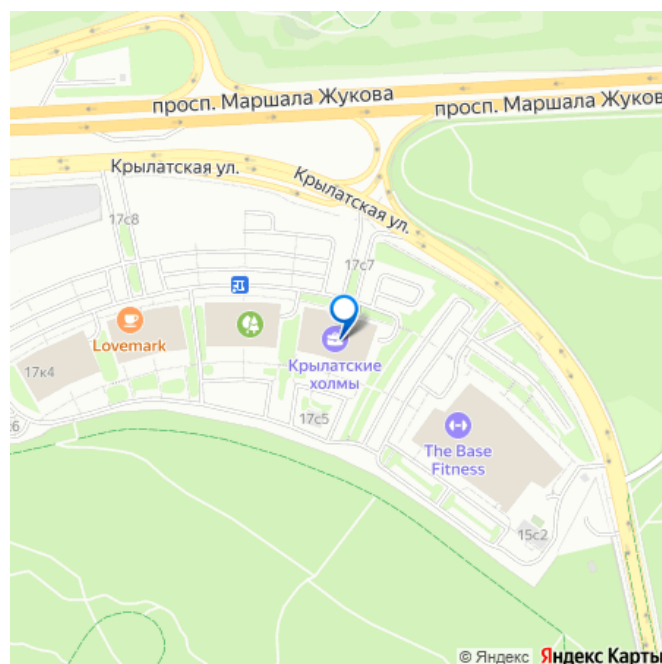 просп. Маршала Жукова
просп. Маршала Жуков
Крылатская ул.
Крылатская ул.
17с8
17с7
Lovemark
17к4
Крылатские
холмы
с6
17с5
The Base
Fitness
15с2
© Яндекс Яндекс Карты